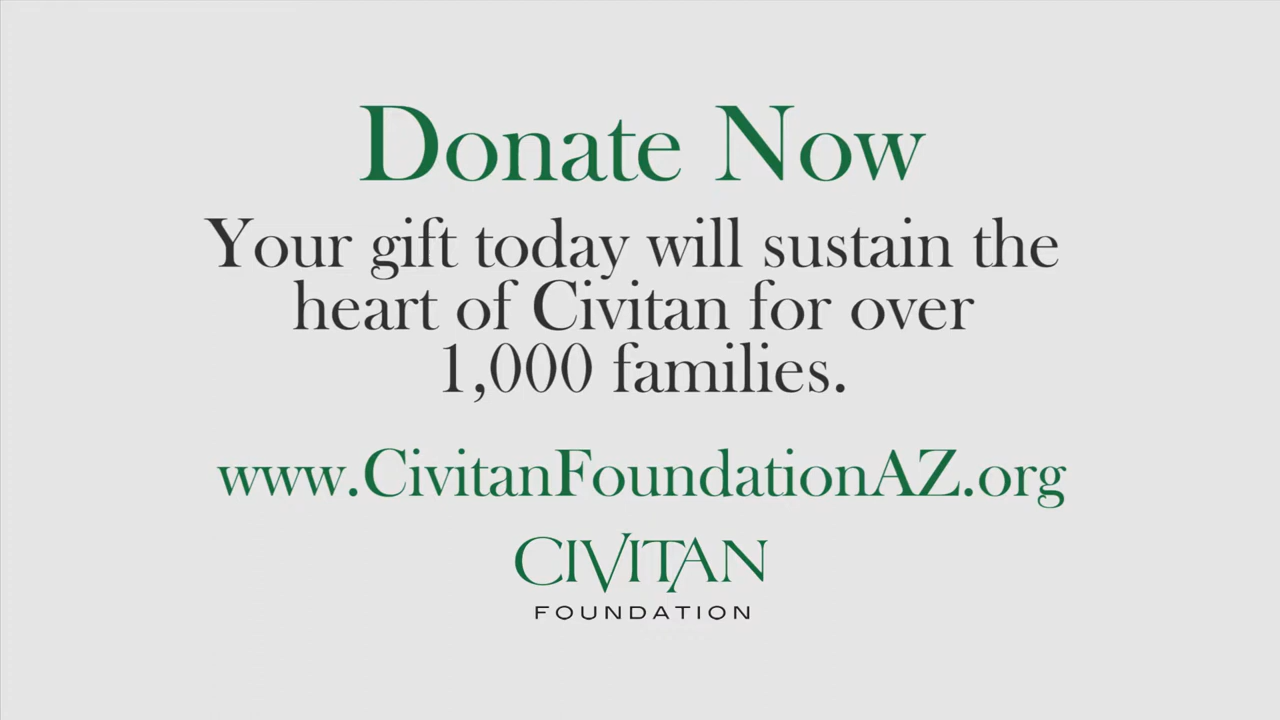 Donate Now
Your gift today will sustain the
heart of Civitan for over
1,000 families.
www.CivitanFoundationAZ.org
CIVITAN
FOUNDATION